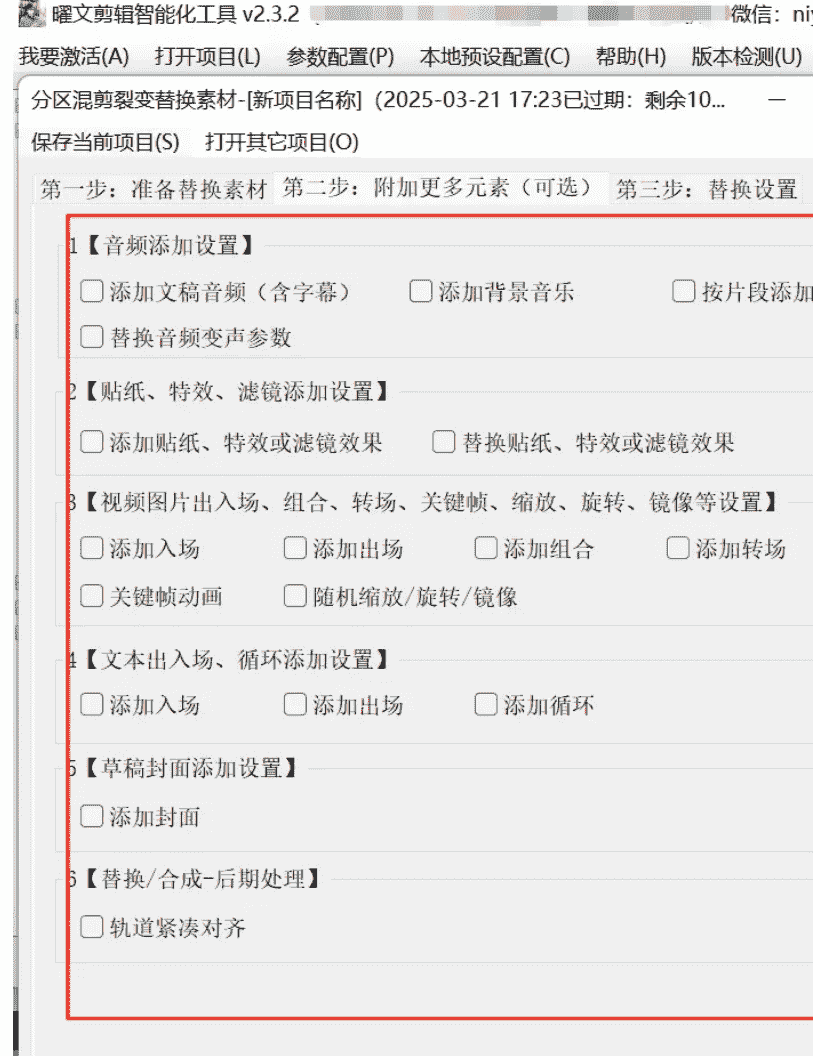 曜文剪辑智能化工具 v2.3.2 微信：niy
我要激活(A) 打开项目(L) 参数配置(P) 本地预设配置(C) 帮助(H) 版本检测(U)
分区混剪裂变替换素材-[新项目名称]（2025-03-21 17:23已过期：剩余10...
保存当前项目(S) 打开其它项目(O)
第一步：准备替换素材 第二步：附加更多元素（可选） 第三步：替换设置
1【音频添加设置】
添加文稿音频（含字幕） 添加背景音乐 按片段添加
替换音频变声参数
2【贴纸、特效、滤镜添加设置】
添加贴纸、特效或滤镜效果 替换贴纸、特效或滤镜效果
3【视频图片出入场、组合、转场、关键帧、缩放、旋转、镜像等设置】
添加入场 添加出场 添加组合 添加转场
关键帧动画 随机缩放/旋转/镜像
4【文本出入场、循环添加设置】
添加入场 添加出场 添加循环
5【草稿封面添加设置】
添加封面
6【替换/合成-后期处理】
轨道紧凑对齐